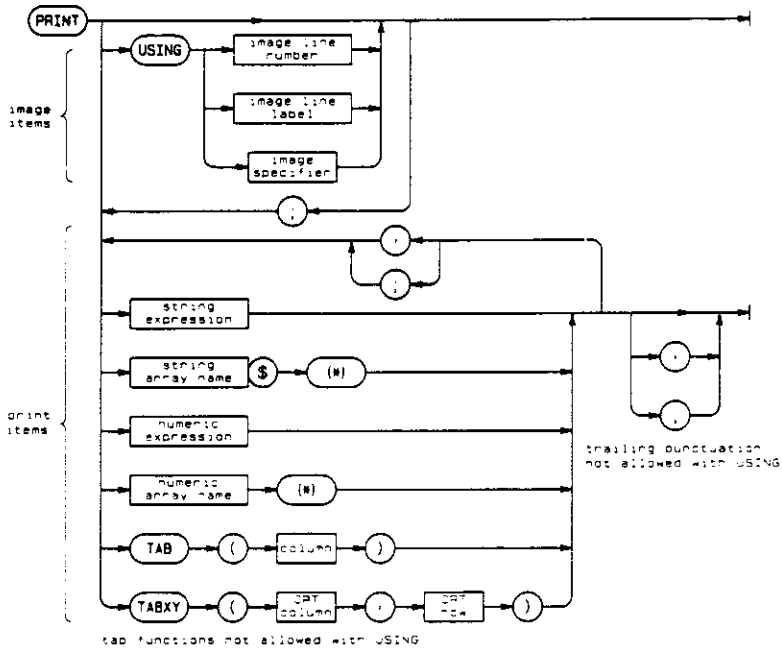 PRINT
USING
image line
number
image
items
image line
label
image
specifier
;
,
;
string
expression
string
array name $ (*)
,
print
items
numeric
expression
;
trailing punctuation
not allowed with USING
numeric
array name (*)
TAB ( column )
TABXY ( CRT
column , CRT
row )
tab functions not allowed with USING